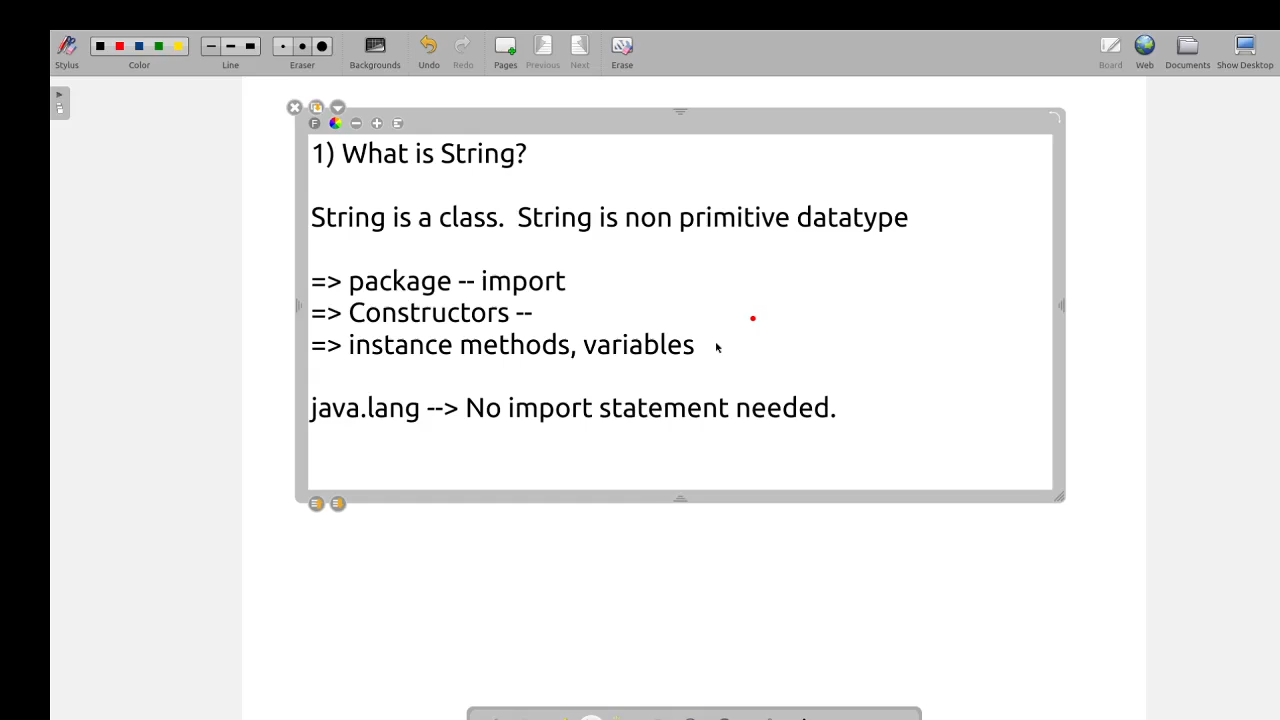 Stylus
Color
Line
Eraser
Backgrounds
Undo
Redo
Pages
Previous
Next
Erase
Board
Web
Documents
Show Desktop
F
1) What is String?
String is a class.  String is non primitive datatype
=> package -- import
=> Constructors --
=> instance methods, variables
java.lang --> No import statement needed.